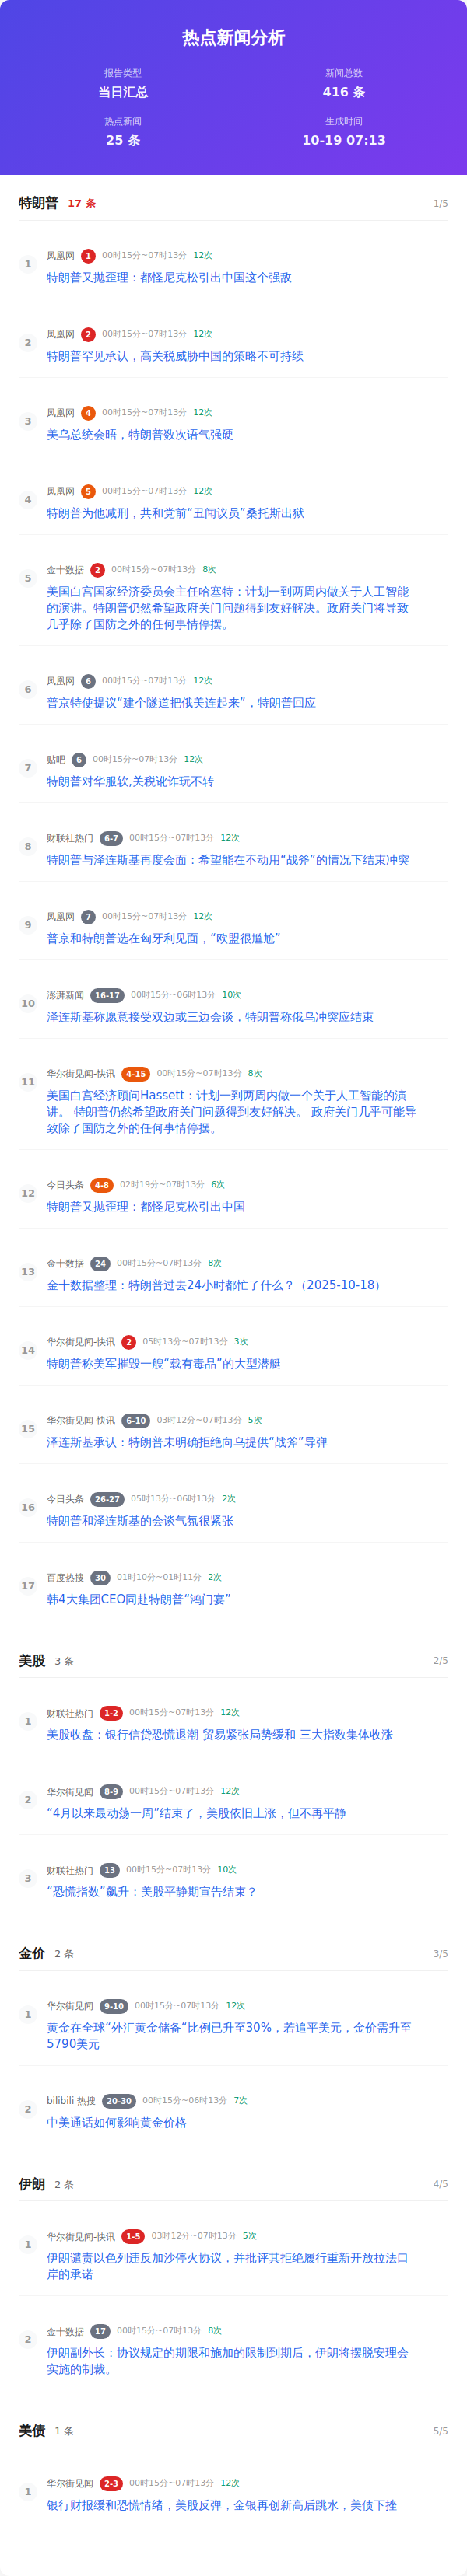 热点新闻分析
报告类型
当日汇总
新闻总数
416 条
热点新闻
25 条
生成时间
10-19 07:13
特朗普 17 条 1/5
1
凤凰网 1 00时15分~07时13分 12次
特朗普又抛歪理：都怪尼克松引出中国这个强敌
2
凤凰网 2 00时15分~07时13分 12次
特朗普罕见承认，高关税威胁中国的策略不可持续
3
凤凰网 4 00时15分~07时13分 12次
美乌总统会晤，特朗普数次语气强硬
4
凤凰网 5 00时15分~07时13分 12次
特朗普为他减刑，共和党前“丑闻议员”桑托斯出狱
5
金十数据 2 00时15分~07时13分 8次
美国白宫国家经济委员会主任哈塞特：计划一到两周内做关于人工智能
的演讲。特朗普仍然希望政府关门问题得到友好解决。政府关门将导致
几乎除了国防之外的任何事情停摆。
6
凤凰网 6 00时15分~07时13分 12次
普京特使提议“建个隧道把俄美连起来”，特朗普回应
7
贴吧 6 00时15分~07时13分 12次
特朗普对华服软,关税讹诈玩不转
8
财联社热门 6-7 00时15分~07时13分 12次
特朗普与泽连斯基再度会面：希望能在不动用“战斧”的情况下结束冲突
9
凤凰网 7 00时15分~07时13分 12次
普京和特朗普选在匈牙利见面，“欧盟很尴尬”
10
澎湃新闻 16-17 00时15分~06时13分 10次
泽连斯基称愿意接受双边或三边会谈，特朗普称俄乌冲突应结束
11
华尔街见闻-快讯 4-15 00时15分~07时13分 8次
美国白宫经济顾问Hassett：计划一到两周内做一个关于人工智能的演
讲。 特朗普仍然希望政府关门问题得到友好解决。 政府关门几乎可能导
致除了国防之外的任何事情停摆。
12
今日头条 4-8 02时19分~07时13分 6次
特朗普又抛歪理：都怪尼克松引出中国
13
金十数据 24 00时15分~07时13分 8次
金十数据整理：特朗普过去24小时都忙了什么？（2025-10-18）
14
华尔街见闻-快讯 2 05时13分~07时13分 3次
特朗普称美军摧毁一艘“载有毒品”的大型潜艇
15
华尔街见闻-快讯 6-10 03时12分~07时13分 5次
泽连斯基承认：特朗普未明确拒绝向乌提供“战斧”导弹
16
今日头条 26-27 05时13分~06时13分 2次
特朗普和泽连斯基的会谈气氛很紧张
17
百度热搜 30 01时10分~01时11分 2次
韩4大集团CEO同赴特朗普“鸿门宴”
美股 3 条 2/5
1
财联社热门 1-2 00时15分~07时13分 12次
美股收盘：银行信贷恐慌退潮 贸易紧张局势缓和 三大指数集体收涨
2
华尔街见闻 8-9 00时15分~07时13分 12次
“4月以来最动荡一周”结束了，美股依旧上涨，但不再平静
3
财联社热门 13 00时15分~07时13分 10次
“恐慌指数”飙升：美股平静期宣告结束？
金价 2 条 3/5
1
华尔街见闻 9-10 00时15分~07时13分 12次
黄金在全球“外汇黄金储备“比例已升至30%，若追平美元，金价需升至
5790美元
2
bilibili 热搜 20-30 00时15分~06时13分 7次
中美通话如何影响黄金价格
伊朗 2 条 4/5
1
华尔街见闻-快讯 1-5 03时12分~07时13分 5次
伊朗谴责以色列违反加沙停火协议，并批评其拒绝履行重新开放拉法口
岸的承诺
2
金十数据 17 00时15分~07时13分 8次
伊朗副外长：协议规定的期限和施加的限制到期后，伊朗将摆脱安理会
实施的制裁。
美债 1 条 5/5
1
华尔街见闻 2-3 00时15分~07时13分 12次
银行财报缓和恐慌情绪，美股反弹，金银再创新高后跳水，美债下挫